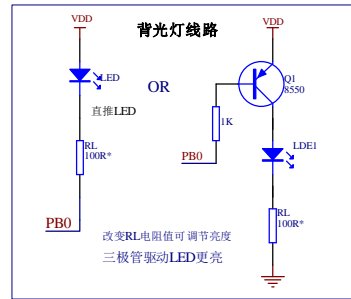 背光灯线路
VDD
VDD
LED
OR
Q1
8550
直推LED
1K
LDE1
RL
100R*
PB0
PB0
RL
100R*
改变RL电阻值可调节亮度
三极管驱动LED更亮